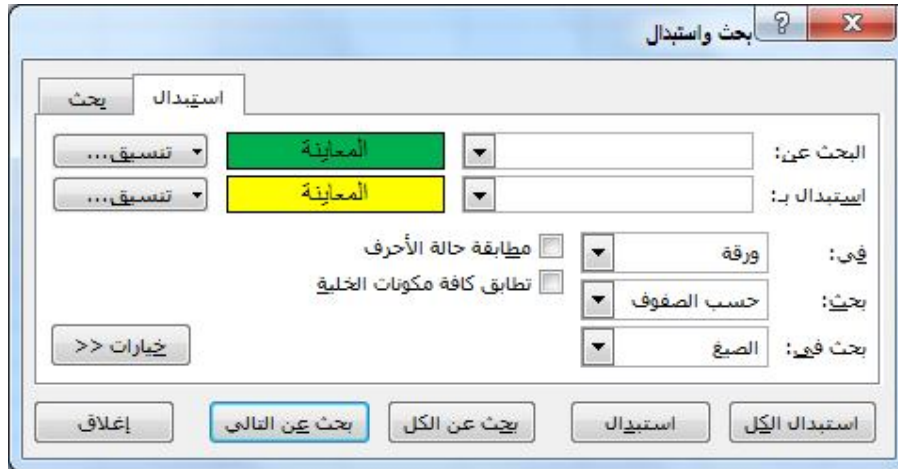 بحث واستبدال
استبدال بحث
البحث عن: المعاينة تنسيق...
استبدال بـ: المعاينة تنسيق...
في: ورقة مطابقة حالة الأحرف
بحث: حسب الصفوف تطابق كافة مكونات الخلية
بحث في: الصيغ خيارات <<
استبدال الكل استبدال بحث عن الكل بحث عن التالي إغلاق